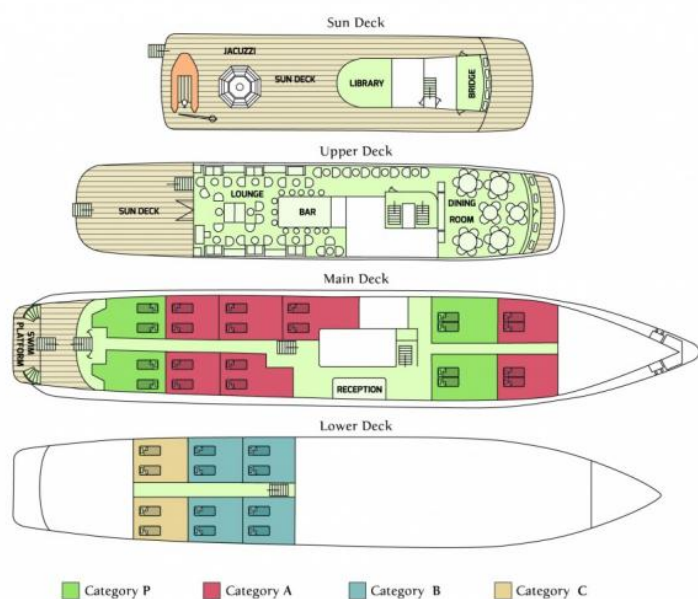 Sun Deck
JACUZZI
SUN DECK
LIBRARY
BRIDGE
Upper Deck
SUN DECK
LOUNGE
BAR
DINING
ROOM
Main Deck
SWIM
PLATFORM
RECEPTION
Lower Deck
Category P
Category A
Category B
Category C